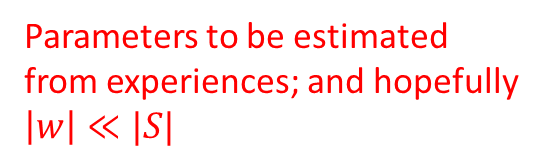 Parameters to be estimated
from experiences; and hopefully
|w| ≪ |S|